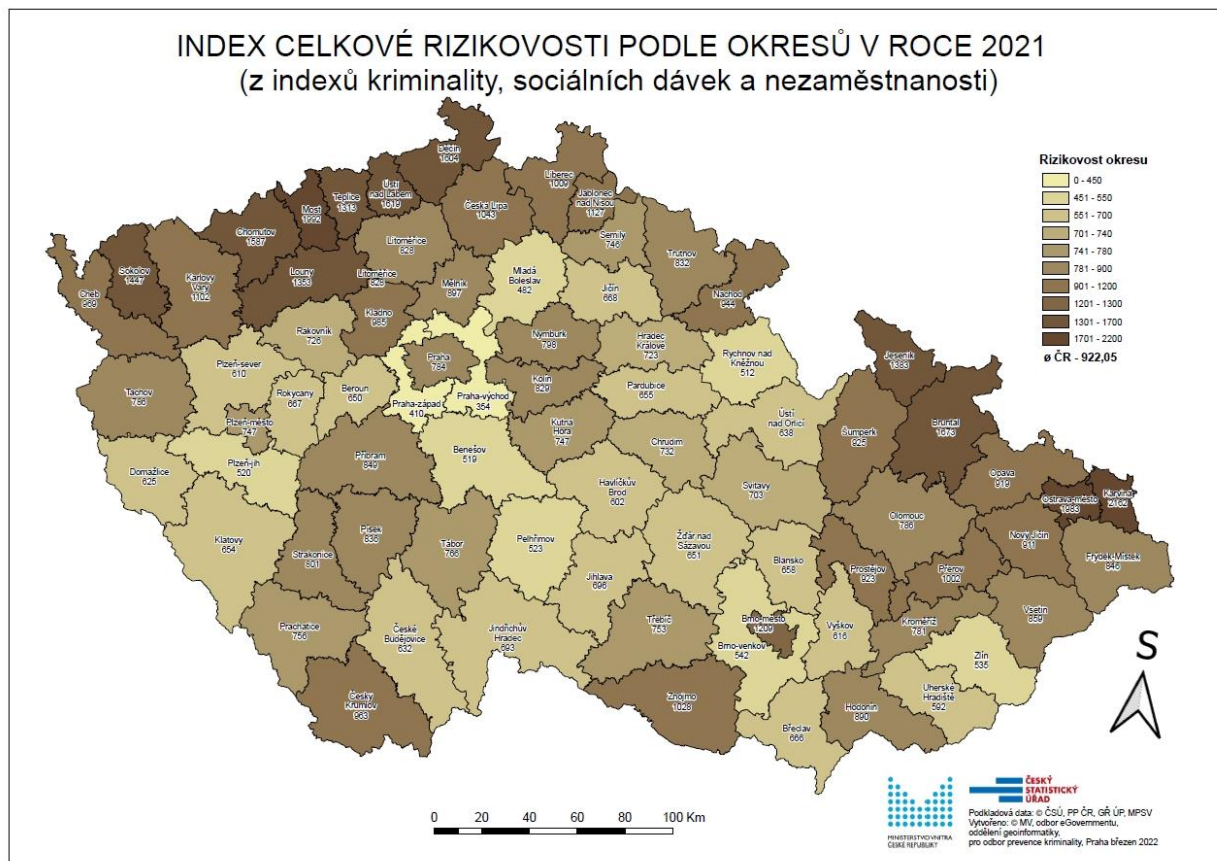 INDEX CELKOVÉ RIZIKOVOSTI PODLE OKRESŮ V ROCE 2021
(z indexů kriminality, sociálních dávek a nezaměstnanosti)
Děčín
1604
Liberec
1009
Jablonec
nad Nisou
1127
Ústí
nad Labem
1619
Teplice
1313
Most
1992
Česká Lípa
1043
Chomutov
1587
Litoměřice
828
Semily
746
Trutnov
832
Sokolov
1447
Karlovy
Vary
1102
Louny
1353
Litoměřice
828
Mělník
897
Mladá
Boleslav
482
Jičín
668
Náchod
944
Cheb
969
Kladno
985
Rakovník
726
Nymburk
798
Hradec
Králové
723
Rychnov nad
Kněžnou
512
Praha
784
Plzeň-sever
610
Rokycany
667
Beroun
650
Praha-západ
410
Praha-východ
354
Kolín
829
Pardubice
655
Tachov
786
Plzeň-město
747
Kutná
Hora
747
Chrudim
732
Ústí
nad Orlicí
638
Šumperk
925
Jeseník
1383
Bruntál
1673
Domažlice
625
Plzeň-jih
520
Příbram
849
Benešov
519
Havlíčkův
Brod
602
Svitavy
703
Opava
919
Ostrava-město
1983
Karviná
2162
Klatovy
654
Strakonice
801
Písek
836
Tábor
766
Pelhřimov
523
Žďár nad
Sázavou
651
Olomouc
786
Nový Jičín
911
Frýdek-Místek
846
Jihlava
696
Blansko
658
Prostějov
923
Přerov
1002
Prachatice
756
České
Budějovice
632
Jindřichův
Hradec
693
Třebíč
753
Brno-město
1209
Brno-venkov
542
Vyškov
616
Kroměříž
781
Vsetín
859
Zlín
535
Český
Krumlov
963
Znojmo
1028
Uherské
Hradiště
592
Hodonín
890
Břeclav
666
Rizikovost okresu
0 - 450
451 - 550
551 - 700
701 - 740
741 - 780
781 - 900
901 - 1200
1201 - 1300
1301 - 1700
1701 - 2200
ø ČR - 922,05
S
0 20 40 60 80 100 Km
MINISTERSTVO VNITRA
ČESKÉ REPUBLIKY
ČESKÝ
STATISTICKÝ
ÚŘAD
Podkladová data: © ČSÚ, PP ČR, GŘ ÚP, MPSV
Vytvořeno: © MV, odbor eGovernmentu,
oddělení geoinformatiky,
pro odbor prevence kriminality, Praha březen 2022